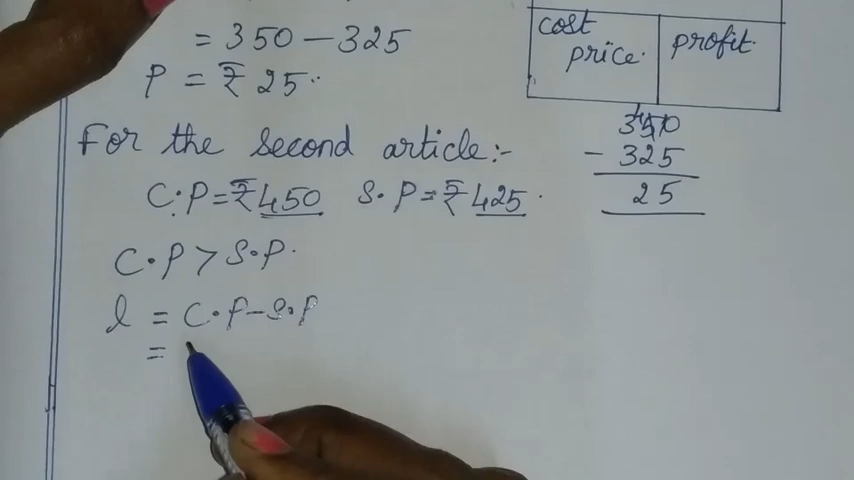 = 350 - 325
P = ₹ 25.
cost price. profit.
350
- 325
25
For the second article:-
C.P = ₹ 450 S.P = ₹ 425.
C.P > S.P.
l = C.P - S.P
=